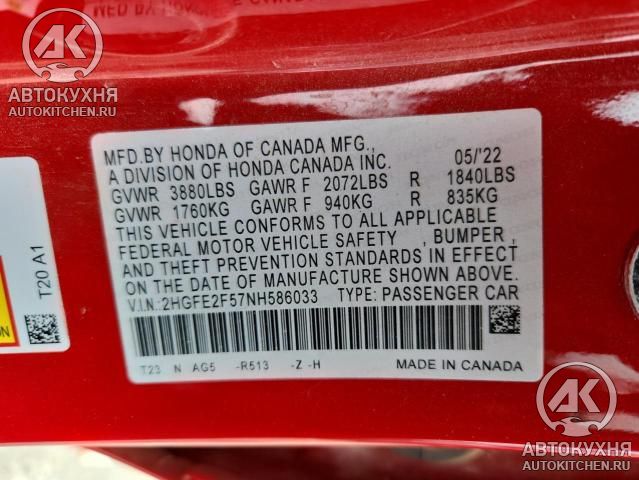 АВТОКУХНЯ
AUTOKITCHEN.RU
MFD.BY HONDA OF CANADA MFG.,
A DIVISION OF HONDA CANADA INC. 05/'22
GVWR 3880LBS GAWR F 2072LBS R 1840LBS
GVWR 1760KG GAWR F 940KG R 835KG
THIS VEHICLE CONFORMS TO ALL APPLICABLE
FEDERAL MOTOR VEHICLE SAFETY , BUMPER ,
AND THEFT PREVENTION STANDARDS IN EFFECT
ON THE DATE OF MANUFACTURE SHOWN ABOVE.
V.I.N.:2HGFE2F57NH586033 TYPE: PASSENGER CAR
T23 N AG5 -R513 -Z -H MADE IN CANADA
T20 A1
ION
АК
АВТОКУХНЯ
AUTOKITCHEN.RU